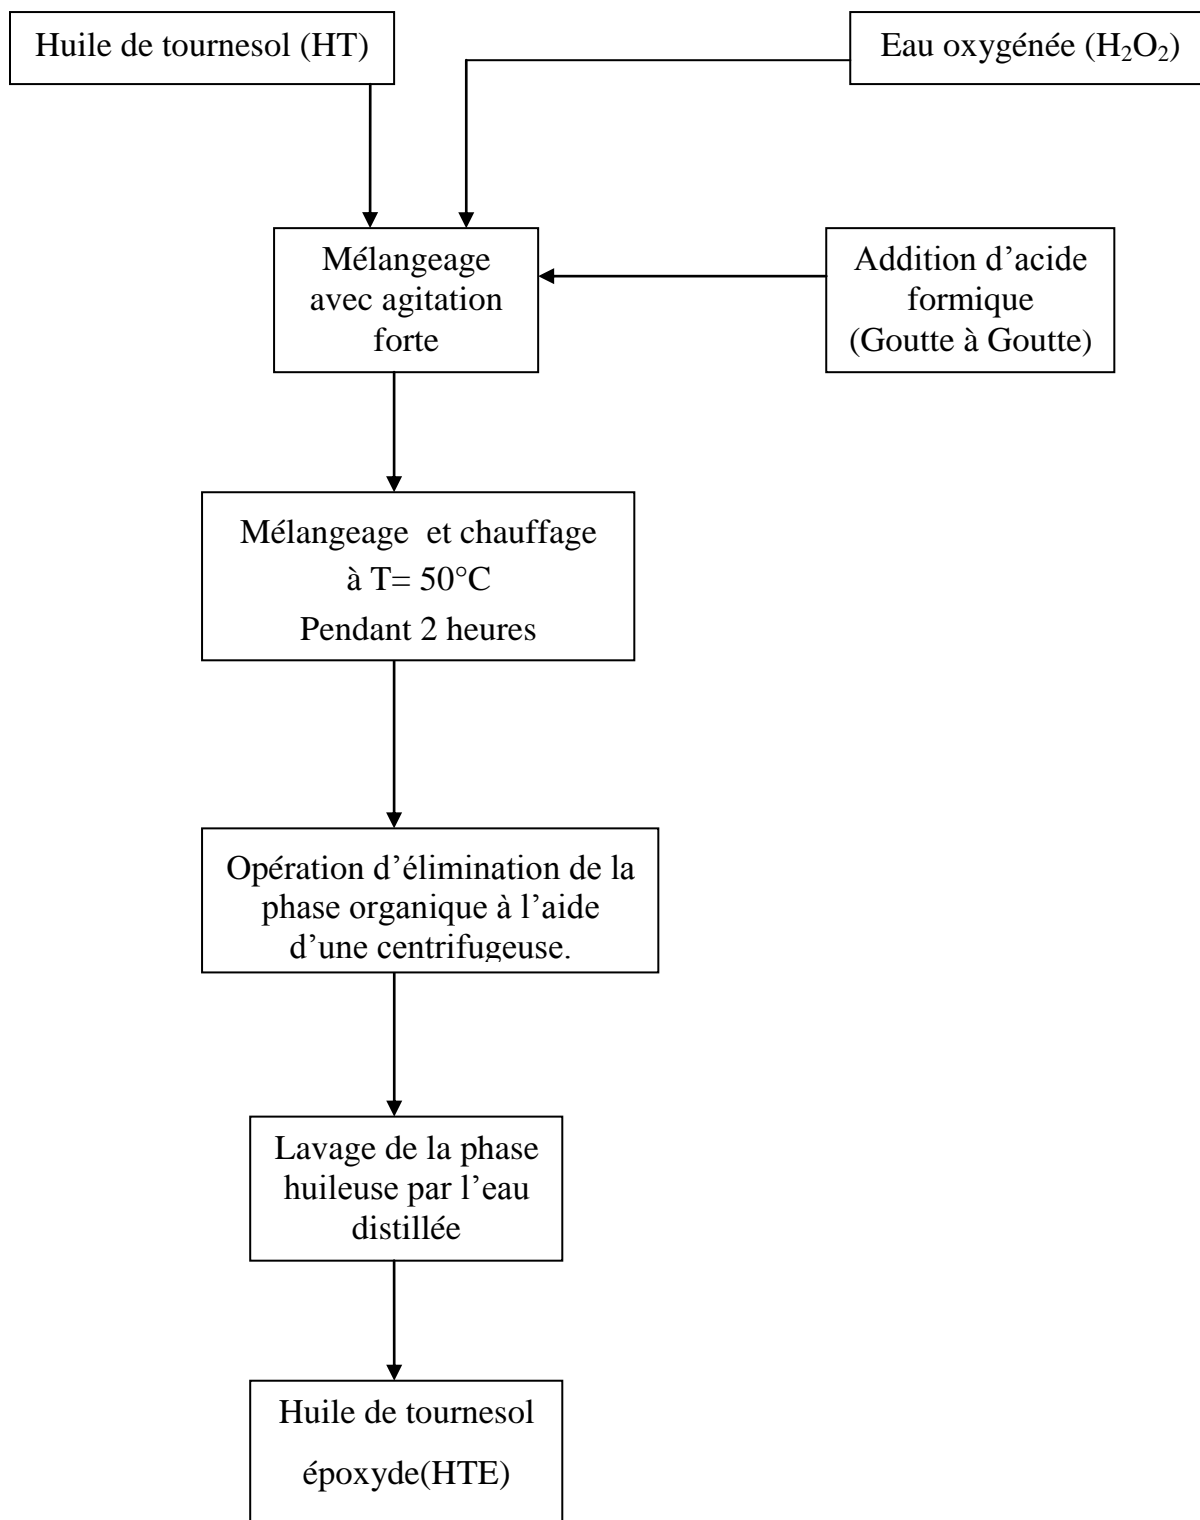 Huile de tournesol (HT)
Eau oxygénée (H₂O₂)
Mélangeage
avec agitation
forte
Addition d’acide
formique
(Goutte à Goutte)
Mélangeage  et chauffage
à T= 50°C
Pendant 2 heures
Opération d’élimination de la
phase organique à l’aide
d’une centrifugeuse.
Lavage de la phase
huileuse par l’eau
distillée
Huile de tournesol
époxyde(HTE)